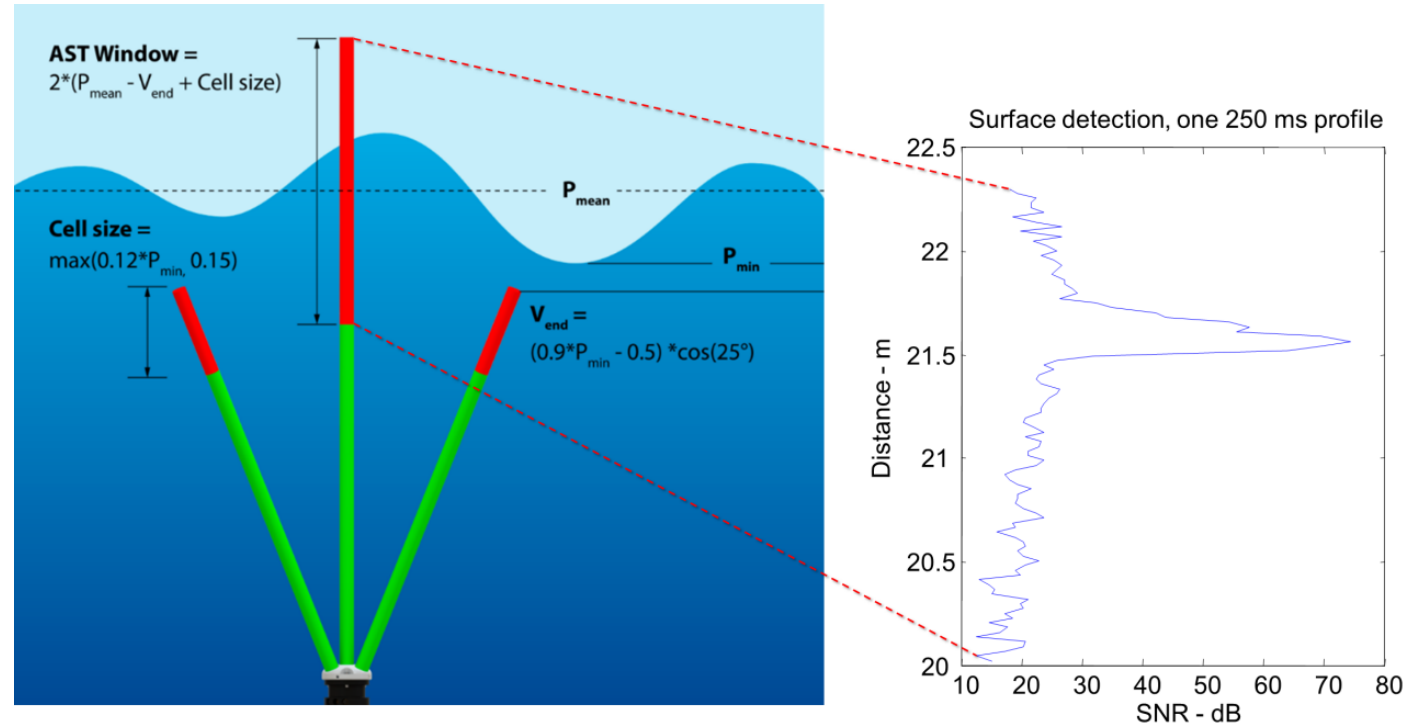 AST Window =
2*(Pmean - Vend + Cell size)
Pmean
Cell size =
max(0.12*Pmin, 0.15)
Pmin
Vend =
(0.9*Pmin - 0.5) *cos(25°)
Surface detection, one 250 ms profile
22.5
22
21.5
21
20.5
20
Distance - m
10 20 30 40 50 60 70 80
SNR - dB